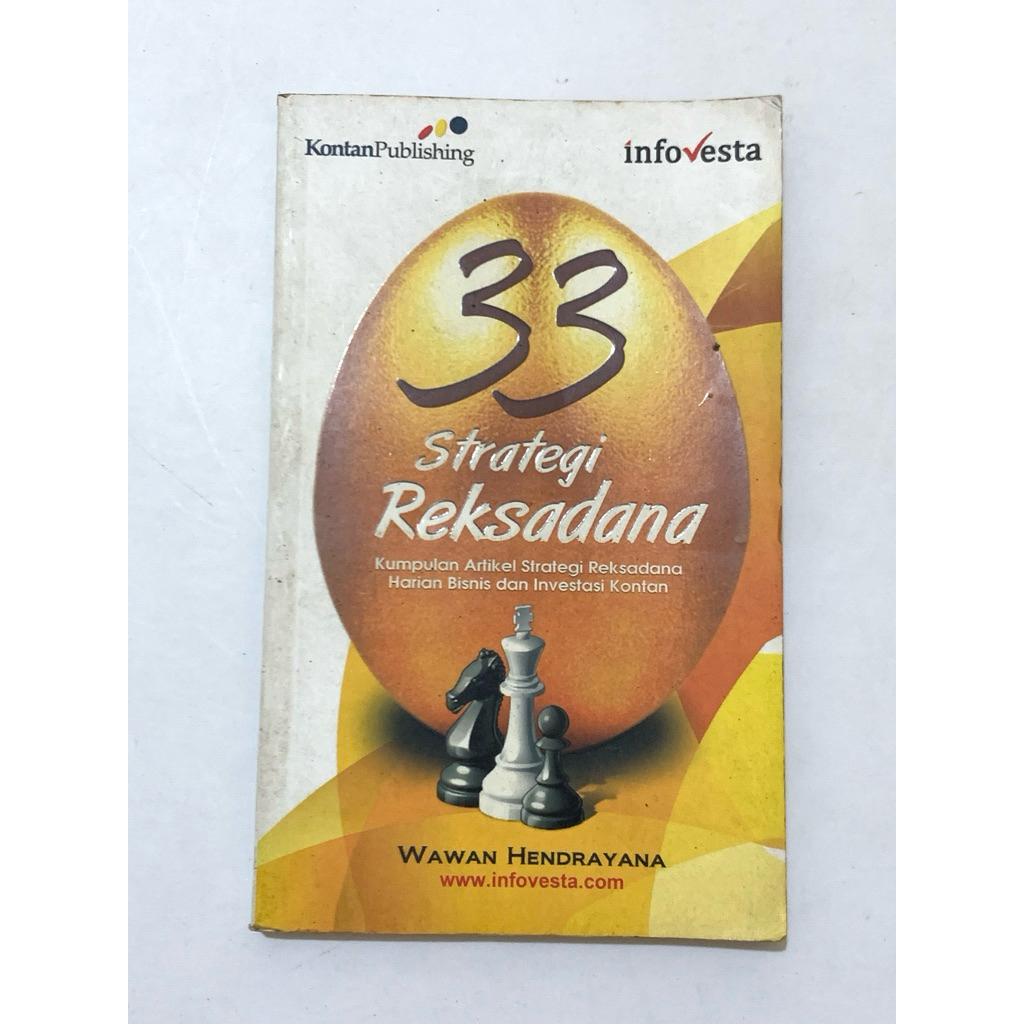 KontanPublishing
infovesta
33
Strategi
Reksadana
Kumpulan Artikel Strategi Reksadana
Harian Bisnis dan Investasi Kontan
WAWAN HENDRAYANA
www.infovesta.com